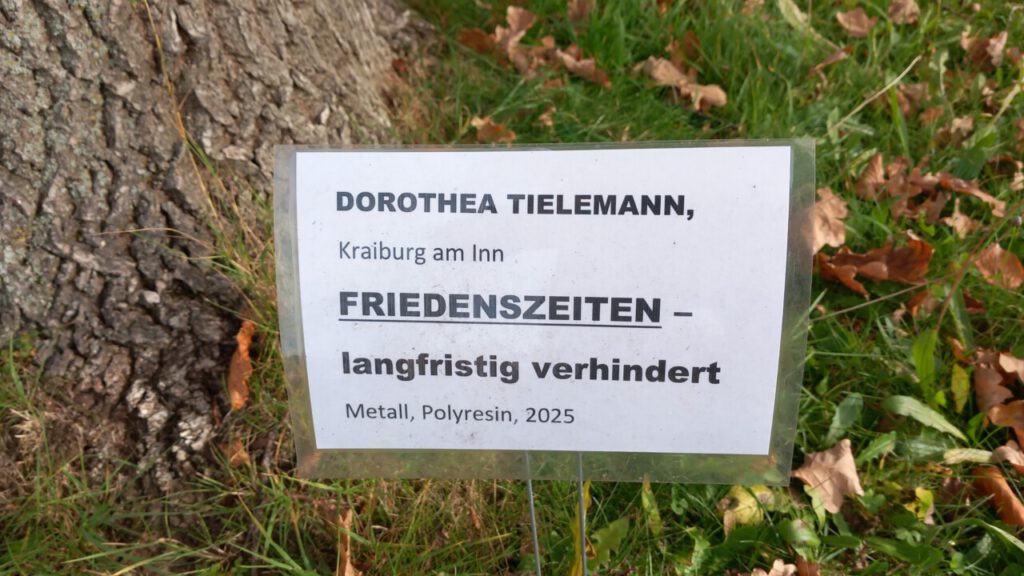 DOROTHEA TIELEMANN,
Kraiburg am Inn
FRIEDENSZEITEN –
langfristig verhindert
Metall, Polyresin, 2025